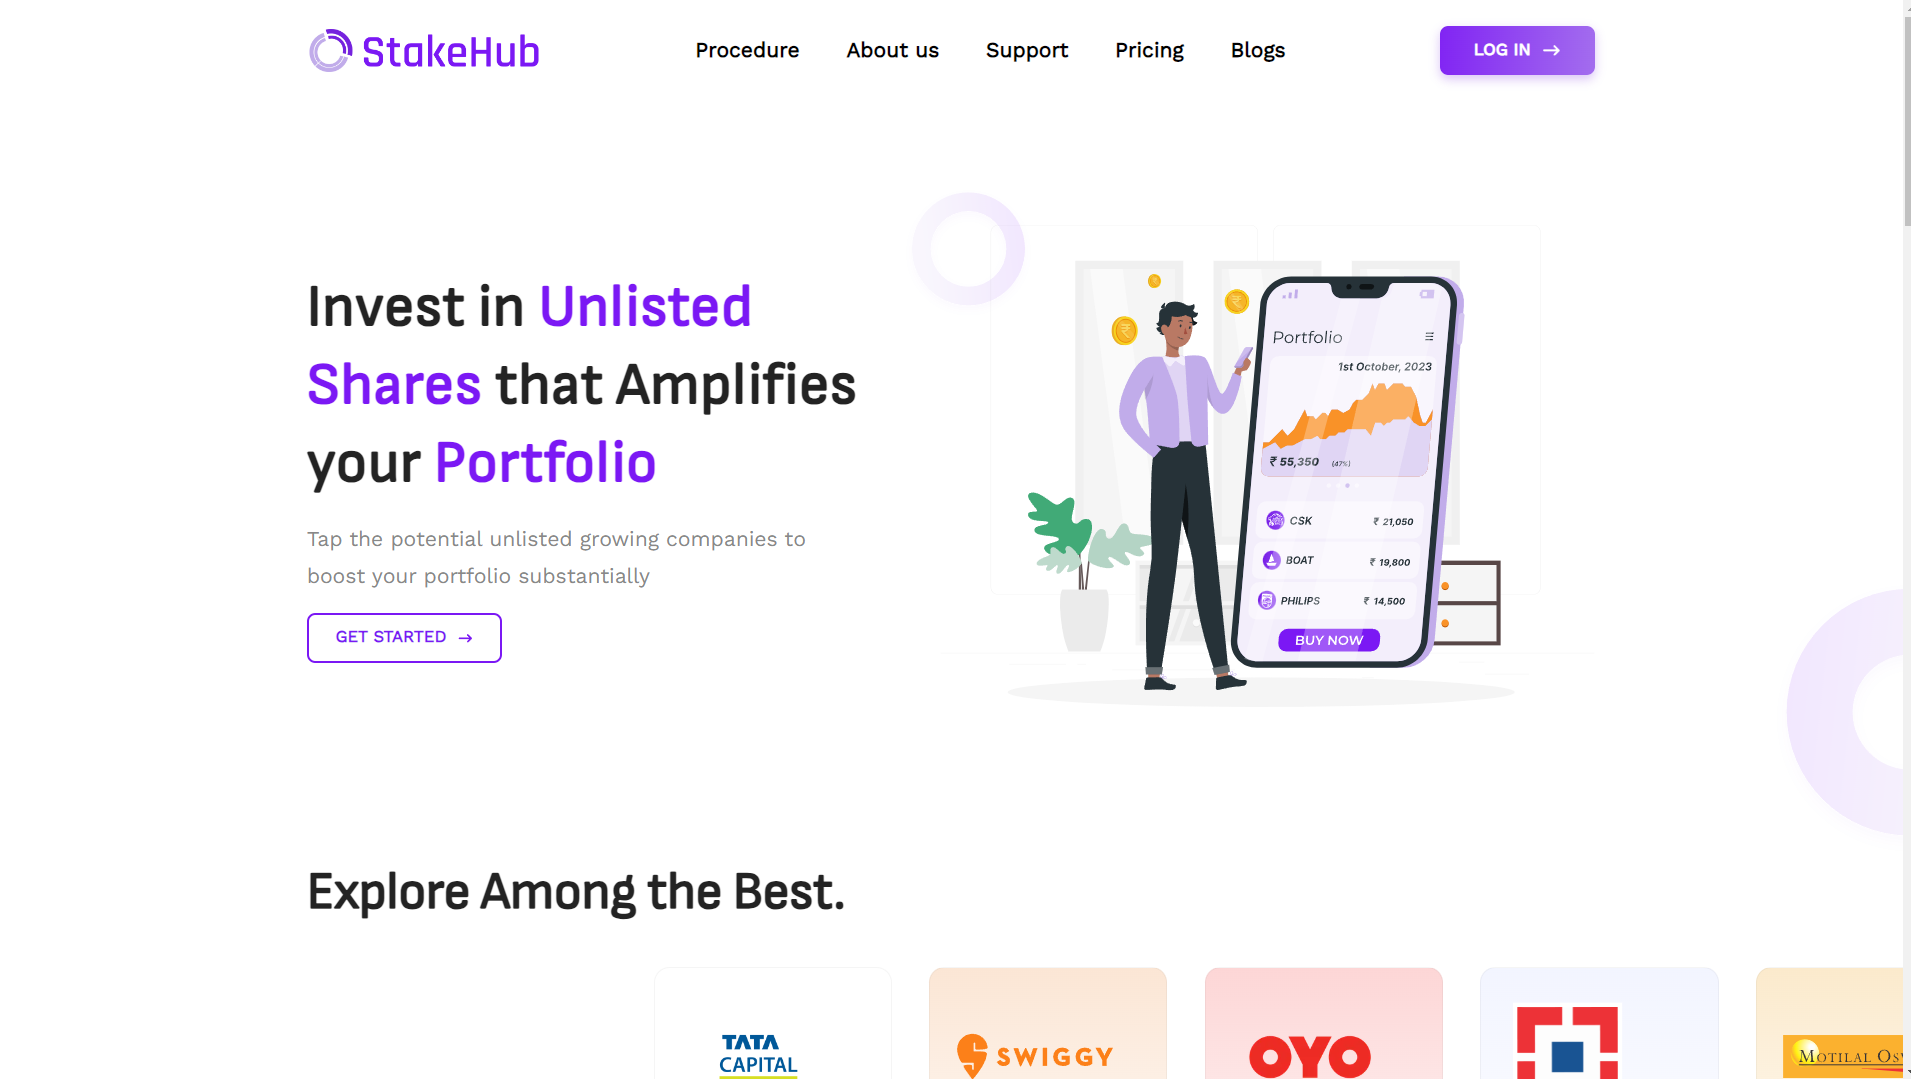 StakeHub
Procedure
About us
Support
Pricing
Blogs
LOG IN →
Invest in Unlisted
Shares that Amplifies
your Portfolio
Tap the potential unlisted growing companies to
boost your portfolio substantially
GET STARTED →
Portfolio
1st October, 2023
₹ 55,350 (47%)
CSK ₹ 21,050
BOAT ₹ 19,800
PHILIPS ₹ 14,500
BUY NOW
Explore Among the Best.
TATA
CAPITAL
SWIGGY
OYO
MOTILAL